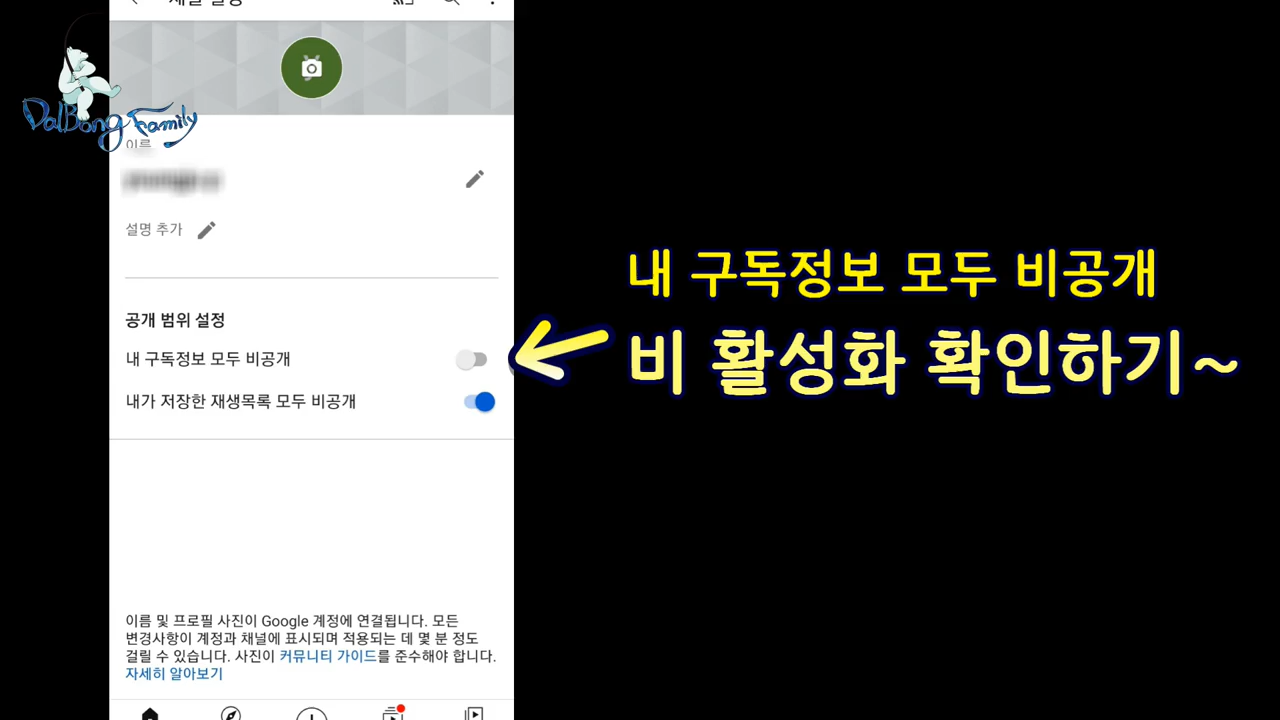 채널 설정
DalBong Family
이름
설명 추가
공개 범위 설정
내 구독정보 모두 비공개
내가 저장한 재생목록 모두 비공개
이름 및 프로필 사진이 Google 계정에 연결됩니다. 모든
변경사항이 계정과 채널에 표시되며 적용되는 데 몇 분 정도
걸릴 수 있습니다. 사진이 커뮤니티 가이드를 준수해야 합니다.
자세히 알아보기
내 구독정보 모두 비공개
비 활성화 확인하기~